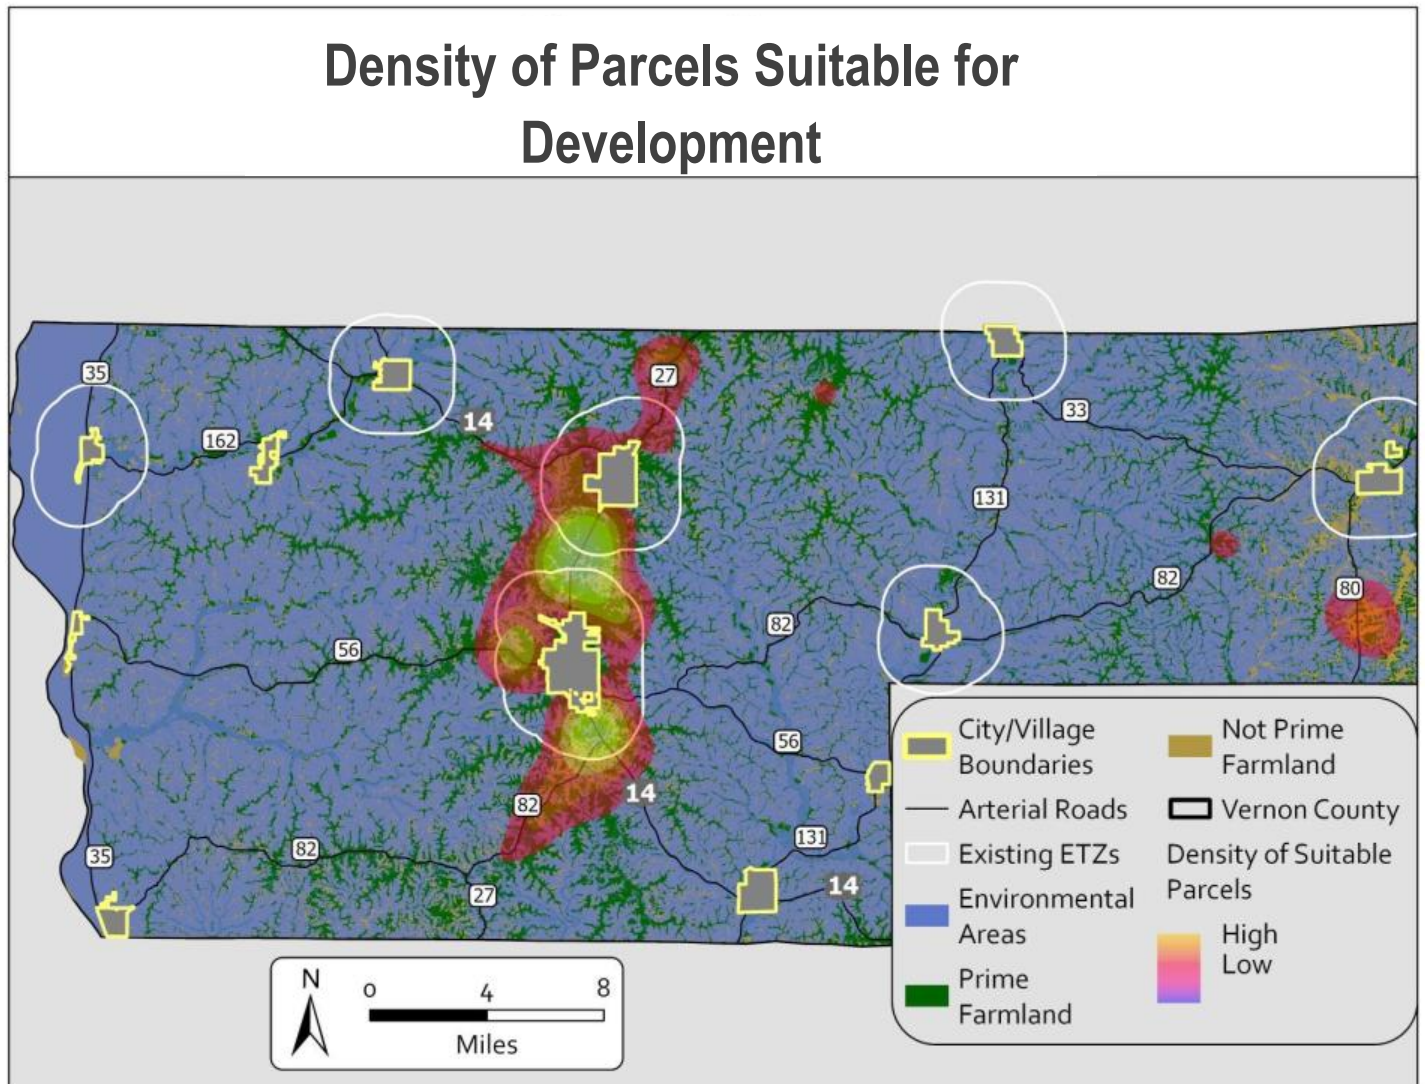 Density of Parcels Suitable for
Development
35
162
14
27
33
131
82
80
56
82
56
14
82
131
35
82
27
14
City/Village
Boundaries
Arterial Roads
Existing ETZs
Environmental
Areas
Prime
Farmland
Not Prime
Farmland
Vernon County
Density of Suitable
Parcels
High
Low
N
0 4 8
Miles